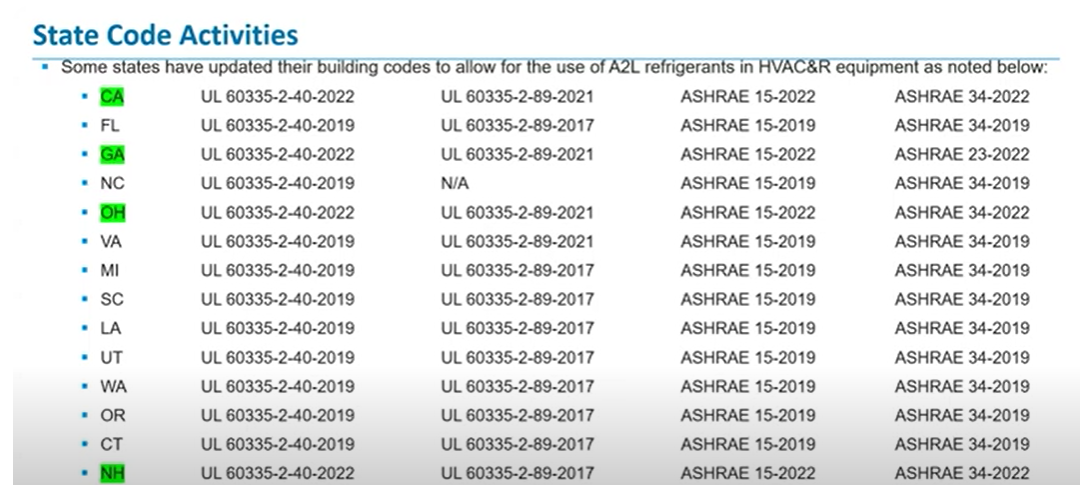 State Code Activities
▪ Some states have updated their building codes to allow for the use of A2L refrigerants in HVAC&R equipment as noted below:
▪ CA UL 60335-2-40-2022 UL 60335-2-89-2021 ASHRAE 15-2022 ASHRAE 34-2022
▪ FL UL 60335-2-40-2019 UL 60335-2-89-2017 ASHRAE 15-2019 ASHRAE 34-2019
▪ GA UL 60335-2-40-2022 UL 60335-2-89-2021 ASHRAE 15-2022 ASHRAE 23-2022
▪ NC UL 60335-2-40-2019 N/A ASHRAE 15-2019 ASHRAE 34-2019
▪ OH UL 60335-2-40-2022 UL 60335-2-89-2021 ASHRAE 15-2022 ASHRAE 34-2022
▪ VA UL 60335-2-40-2019 UL 60335-2-89-2021 ASHRAE 15-2019 ASHRAE 34-2019
▪ MI UL 60335-2-40-2019 UL 60335-2-89-2017 ASHRAE 15-2019 ASHRAE 34-2019
▪ SC UL 60335-2-40-2019 UL 60335-2-89-2017 ASHRAE 15-2019 ASHRAE 34-2019
▪ LA UL 60335-2-40-2019 UL 60335-2-89-2017 ASHRAE 15-2019 ASHRAE 34-2019
▪ UT UL 60335-2-40-2019 UL 60335-2-89-2017 ASHRAE 15-2019 ASHRAE 34-2019
▪ WA UL 60335-2-40-2019 UL 60335-2-89-2017 ASHRAE 15-2019 ASHRAE 34-2019
▪ OR UL 60335-2-40-2019 UL 60335-2-89-2017 ASHRAE 15-2019 ASHRAE 34-2019
▪ CT UL 60335-2-40-2019 UL 60335-2-89-2017 ASHRAE 15-2019 ASHRAE 34-2019
▪ NH UL 60335-2-40-2022 UL 60335-2-89-2017 ASHRAE 15-2022 ASHRAE 34-2022